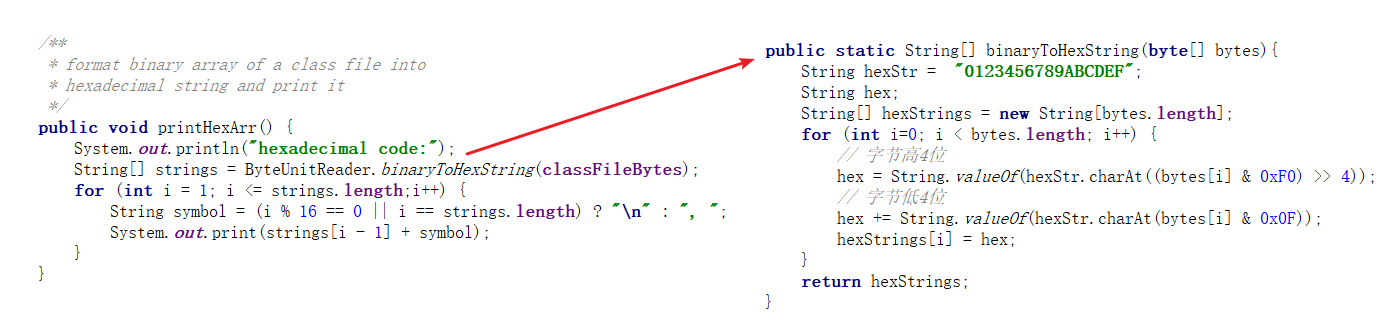 /**
 * format binary array of a class file into
 * hexadecimal string and print it
 */
public void printHexArr() {
    System.out.println("hexadecimal code:");
    String[] strings = ByteUnitReader.binaryToHexString(classFileBytes);
    for (int i = 1; i <= strings.length;i++) {
        String symbol = (i % 16 == 0 || i == strings.length) ? "\n" : ", ";
        System.out.print(strings[i - 1] + symbol);
    }
}
public static String[] binaryToHexString(byte[] bytes){
    String hexStr =  "0123456789ABCDEF";
    String hex;
    String[] hexStrings = new String[bytes.length];
    for (int i=0; i < bytes.length; i++) {
        // 字节高4位
        hex = String.valueOf(hexStr.charAt((bytes[i] & 0xF0) >> 4));
        // 字节低4位
        hex += String.valueOf(hexStr.charAt(bytes[i] & 0x0F));
        hexStrings[i] = hex;
    }
    return hexStrings;
}